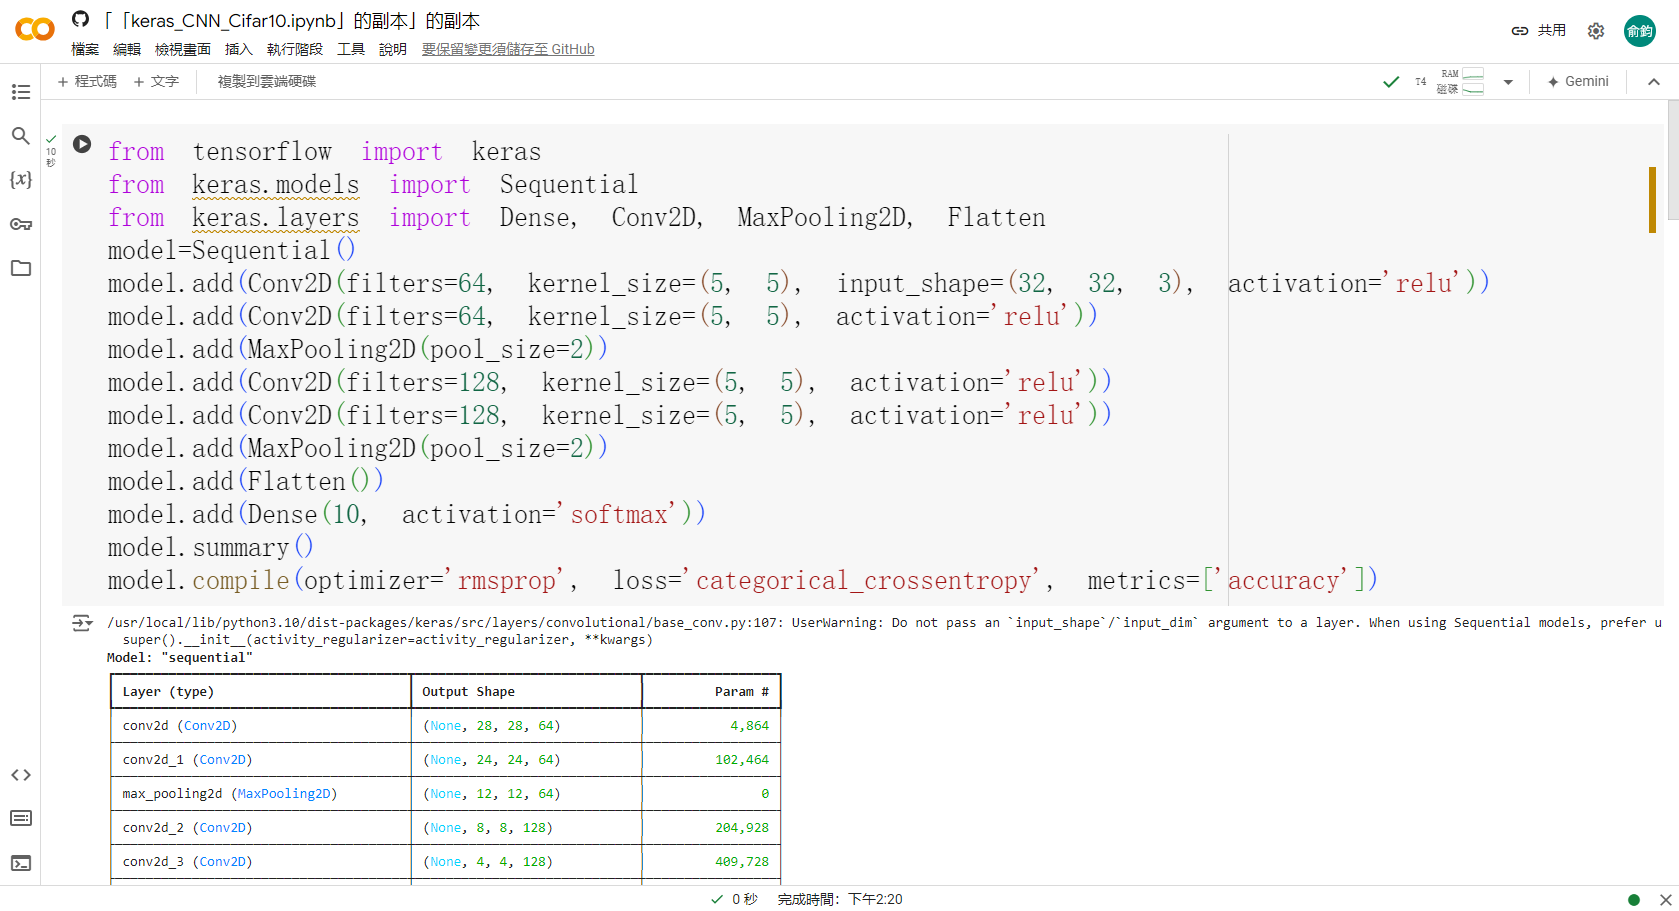 「「keras_CNN_Cifar10.ipynb」的副本」的副本
檔案 編輯 檢視畫面 插入 執行階段 工具 說明 要保留變更須儲存至 GitHub
共用
俞鈞
+ 程式碼 + 文字 複製到雲端硬碟
T4 RAM 磁碟 Gemini
10 秒
from tensorflow import keras
from keras.models import Sequential
from keras.layers import Dense, Conv2D, MaxPooling2D, Flatten
model=Sequential()
model.add(Conv2D(filters=64, kernel_size=(5, 5), input_shape=(32, 32, 3), activation='relu'))
model.add(Conv2D(filters=64, kernel_size=(5, 5), activation='relu'))
model.add(MaxPooling2D(pool_size=2))
model.add(Conv2D(filters=128, kernel_size=(5, 5), activation='relu'))
model.add(Conv2D(filters=128, kernel_size=(5, 5), activation='relu'))
model.add(MaxPooling2D(pool_size=2))
model.add(Flatten())
model.add(Dense(10, activation='softmax'))
model.summary()
model.compile(optimizer='rmsprop', loss='categorical_crossentropy', metrics=['accuracy'])
/usr/local/lib/python3.10/dist-packages/keras/src/layers/convolutional/base_conv.py:107: UserWarning: Do not pass an `input_shape`/`input_dim` argument to a layer. When using Sequential models, prefer u
super().__init__(activity_regularizer=activity_regularizer, **kwargs)
Model: "sequential"
Layer (type) Output Shape Param #
conv2d (Conv2D) (None, 28, 28, 64) 4,864
conv2d_1 (Conv2D) (None, 24, 24, 64) 102,464
max_pooling2d (MaxPooling2D) (None, 12, 12, 64) 0
conv2d_2 (Conv2D) (None, 8, 8, 128) 204,928
conv2d_3 (Conv2D) (None, 4, 4, 128) 409,728
0 秒 完成時間：下午2:20